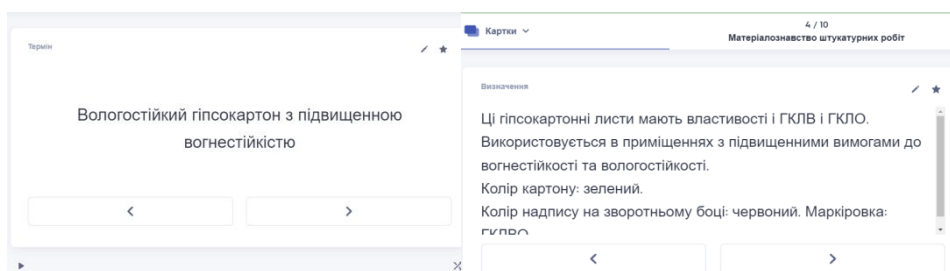 Термін
Вологостійкий гіпсокартон з підвищенною
вогнестійкістю
Картки
4 / 10
Матеріалознавство штукатурних робіт
Визначення
Ці гіпсокартонні листи мають властивості і ГКЛВ і ГКЛО.
Використовується в приміщеннях з підвищенними вимогами до
вогнестійкості та вологостійкості.
Колір картону: зелений.
Колір надпису на зворотньому боці: червоний. Маркіровка:
ГКЛВО